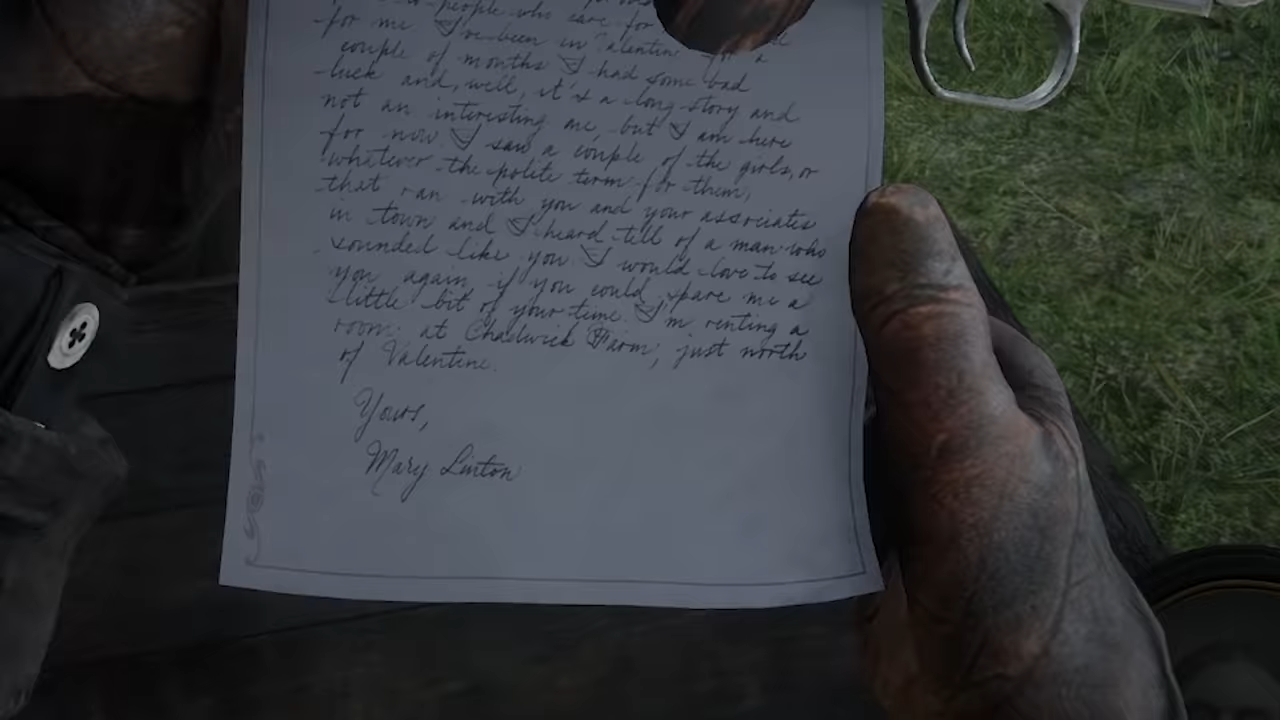 people who care for
for me I've been in Valentine for a
couple of months I had some bad
luck and, well, it's a long story and
not an interesting one, but I am here
for now. I saw a couple of the girls, or
whatever the polite term for them,
that ran with you and your associates
in town and I heard tell of a man who
sounded like you I would love to see
you again, if you could spare me a
little bit of your time. I'm renting a
room at Chadwick Farm, just north
of Valentine.
Yours,
Mary Linton